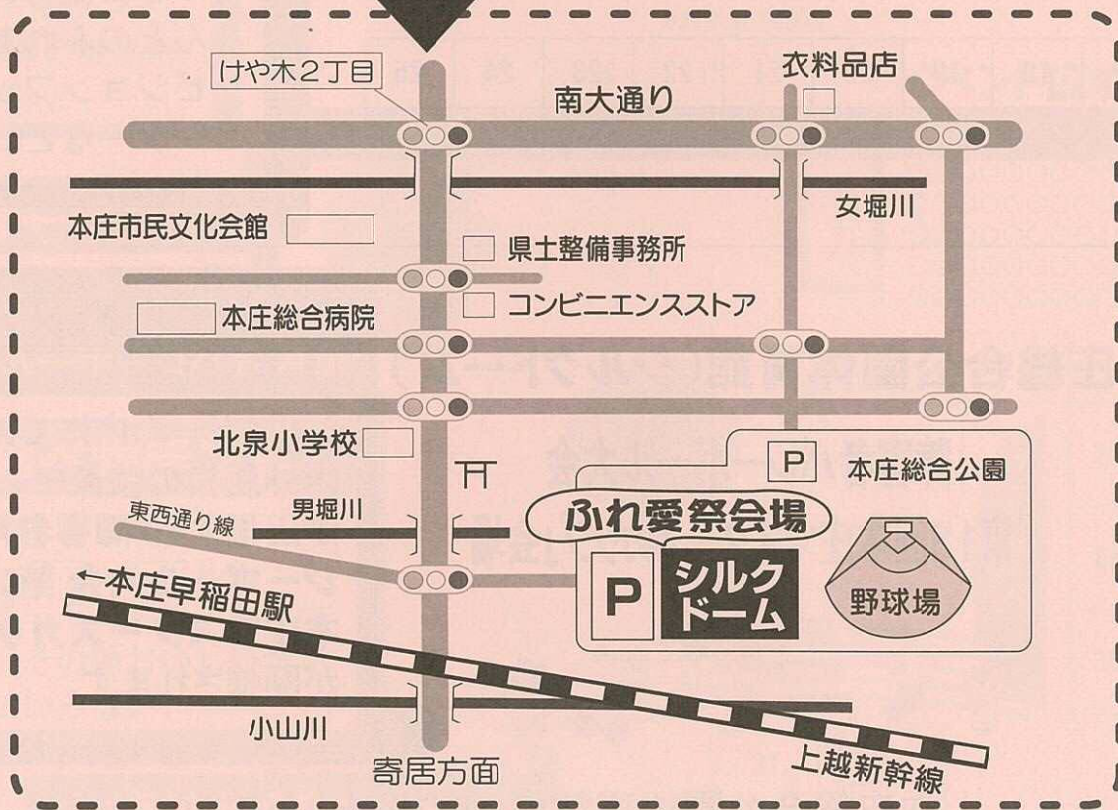 けや木2丁目
衣料品店
南大通り
女堀川
本庄市民文化会館
県土整備事務所
コンビニエンスストア
本庄総合病院
北泉小学校
P
本庄総合公園
東西通り線
男堀川
ふれ愛祭会場
P
シルク
ドーム
野球場
←本庄早稲田駅
小山川
上越新幹線
寄居方面